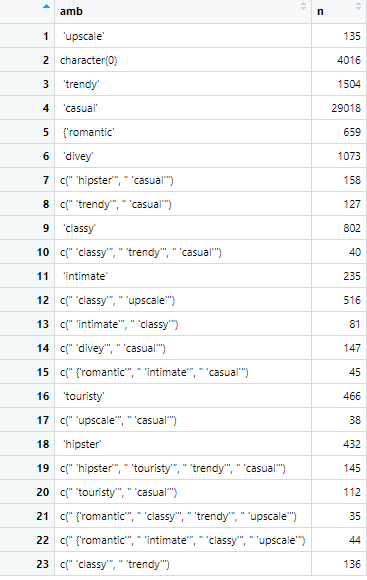 amb n
1 'upscale' 135
2 character(0) 4016
3 'trendy' 1504
4 'casual' 29018
5 {'romantic' 659
6 'divey' 1073
7 c(" 'hipster'", " 'casual'") 158
8 c(" 'trendy'", " 'casual'") 127
9 'classy' 802
10 c(" 'classy'", " 'trendy'", " 'casual'") 40
11 'intimate' 235
12 c(" 'classy'", " 'upscale'") 516
13 c(" 'intimate'", " 'classy'") 81
14 c(" 'divey'", " 'casual'") 147
15 c(" {'romantic'", " 'intimate'", " 'casual'") 45
16 'touristy' 466
17 c(" 'upscale'", " 'casual'") 38
18 'hipster' 432
19 c(" 'hipster'", " 'touristy'", " 'trendy'", " 'casual'") 145
20 c(" 'touristy'", " 'casual'") 112
21 c(" {'romantic'", " 'classy'", " 'trendy'", " 'upscale'") 35
22 c(" {'romantic'", " 'intimate'", " 'classy'", " 'upscale'") 44
23 c(" 'classy'", " 'trendy'") 136